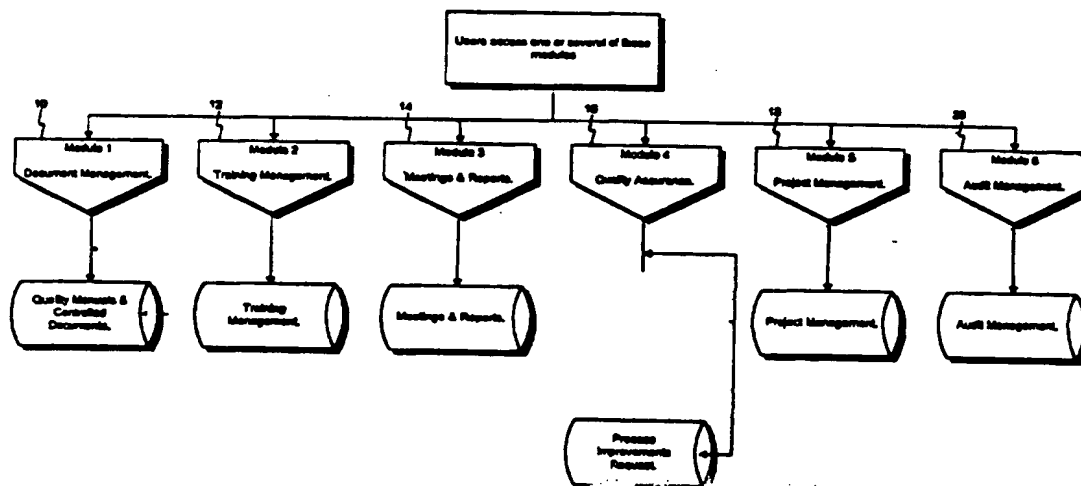 Users access one or several of these
modules
10
12
14
16
18
20
Module 1
Document Management.
Module 2
Training Management.
Module 3
Meetings & Reports.
Module 4
Quality Assurance.
Module 5
Project Management.
Module 6
Audit Management.
Quality Manuals &
Controlled
Documents.
Training
Management.
Meetings & Reports.
Project Management.
Audit Management.
Process
Improvements
Request.